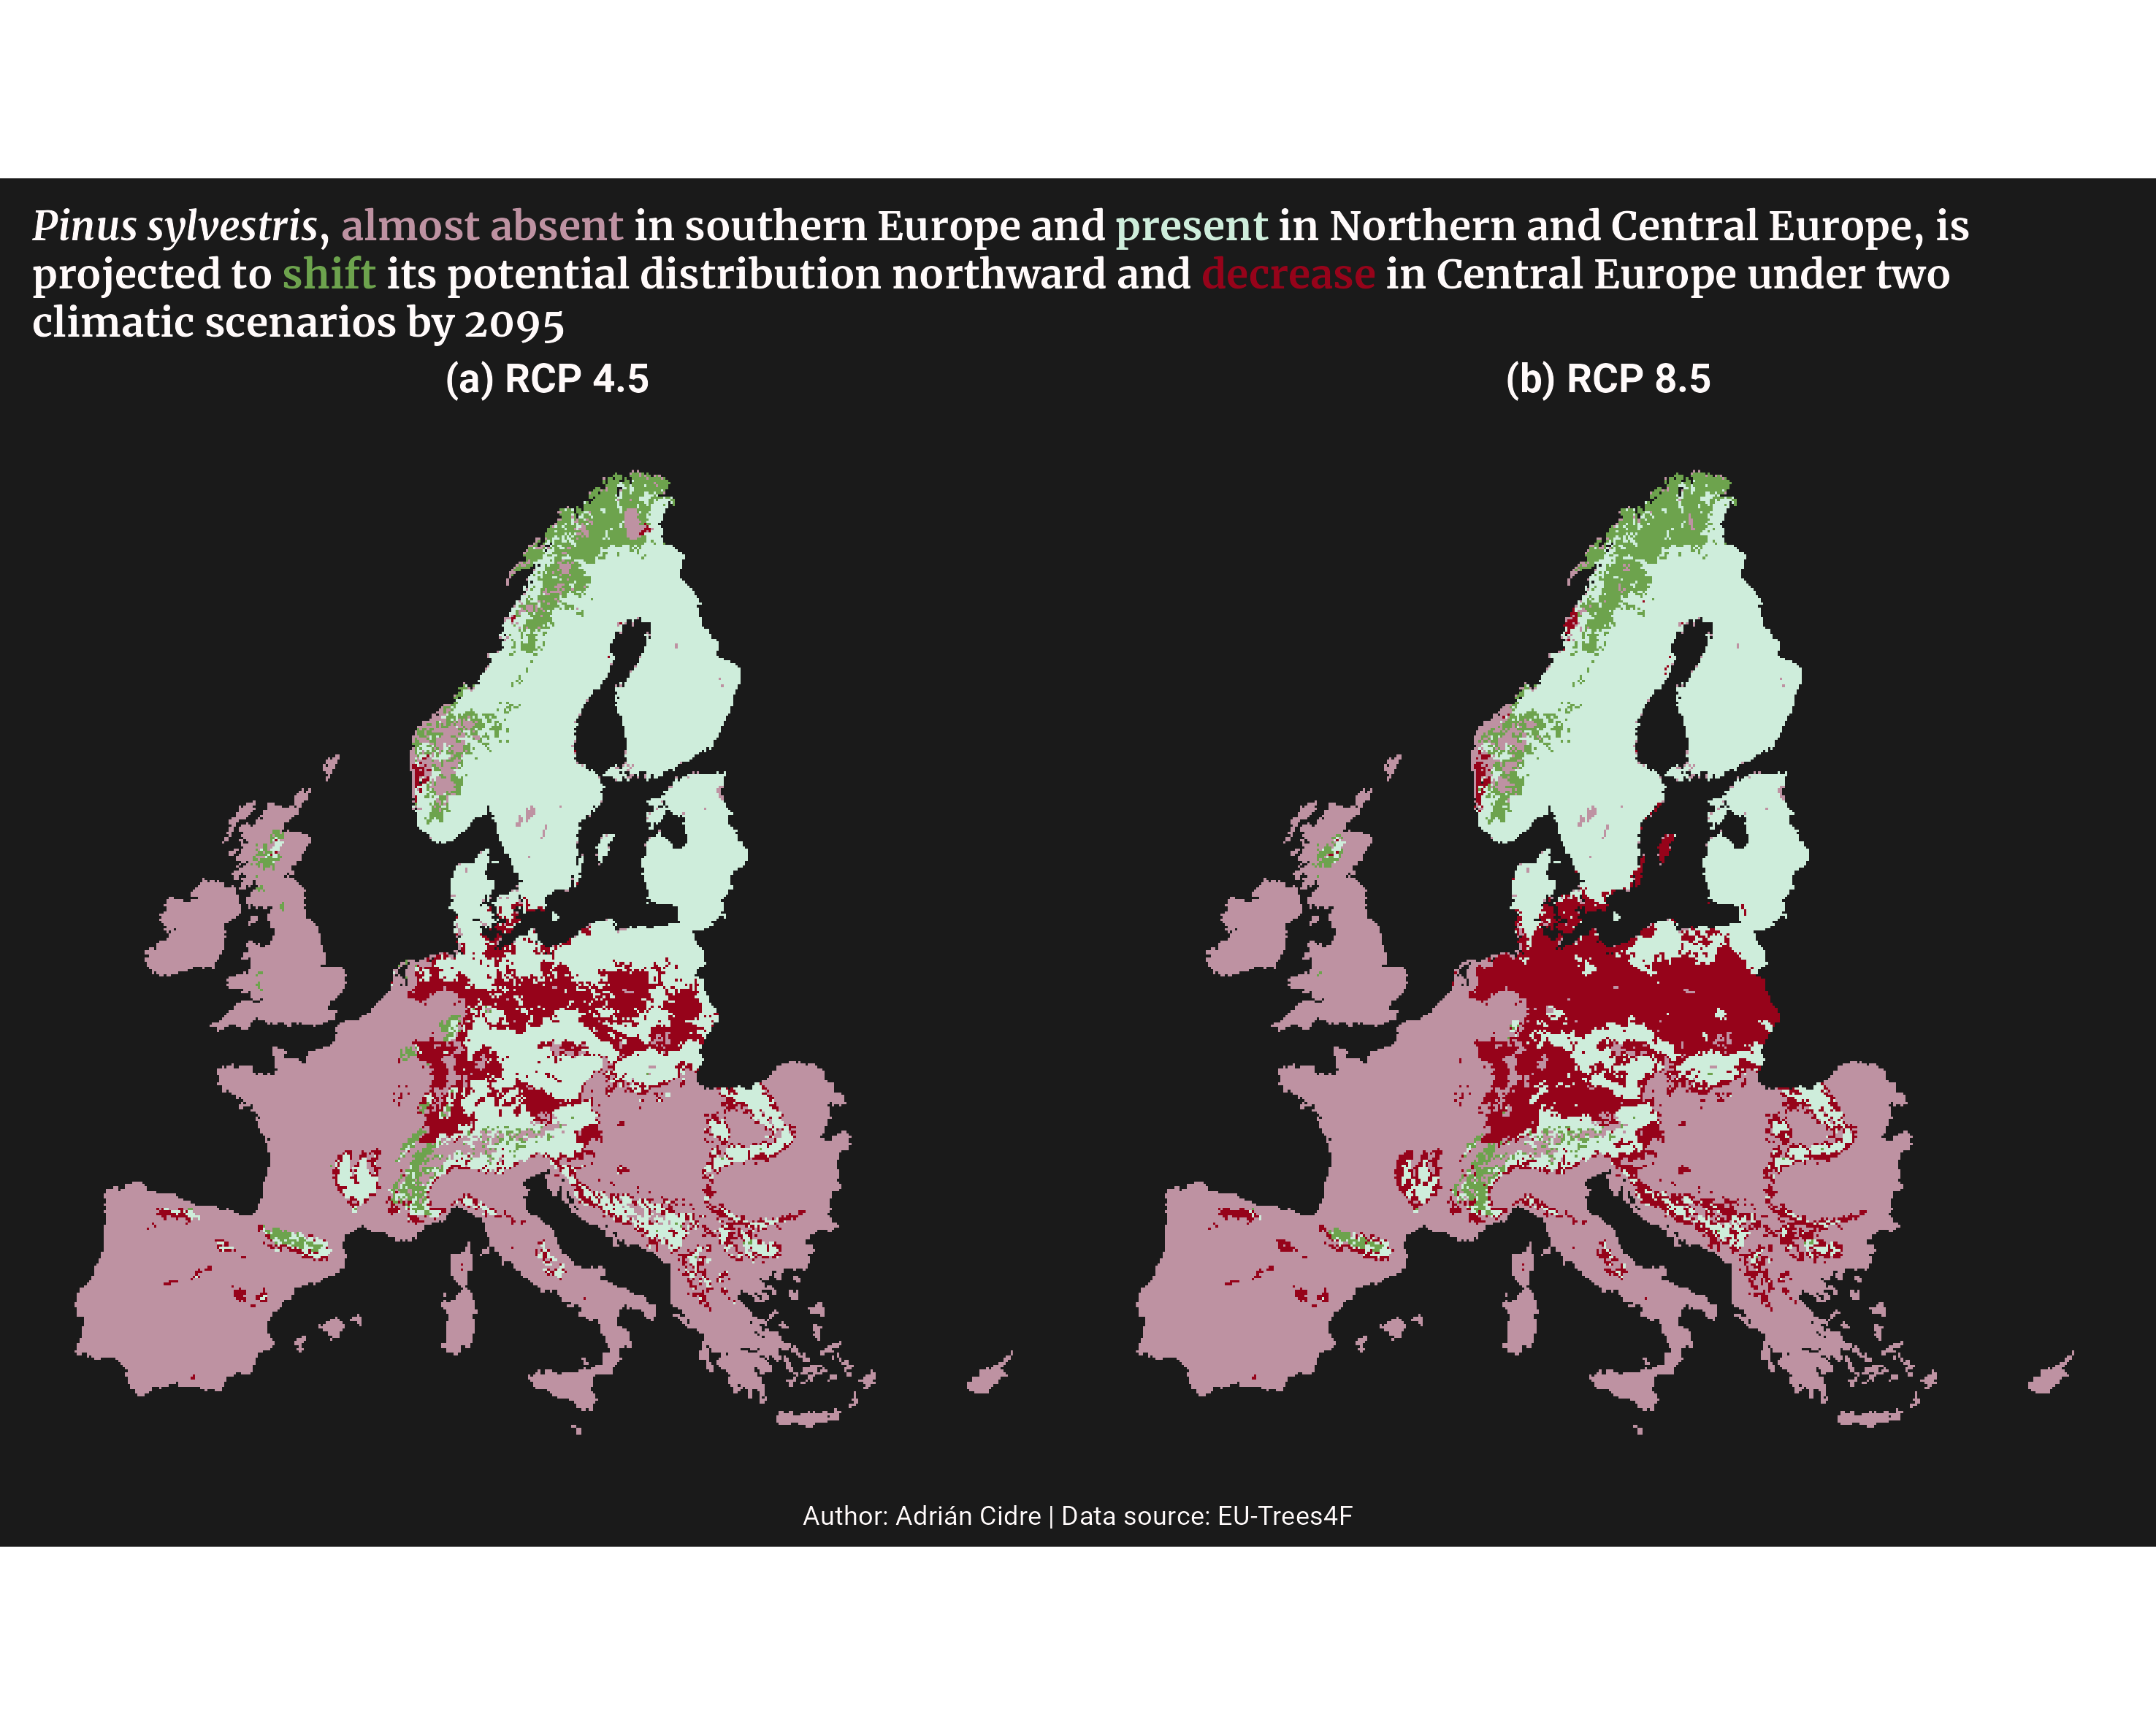 Pinus sylvestris, almost absent in southern Europe and present in Northern and Central Europe, is
projected to shift its potential distribution northward and decrease in Central Europe under two
climatic scenarios by 2095
(a) RCP 4.5
(b) RCP 8.5
Author: Adrián Cidre | Data source: EU-Trees4F